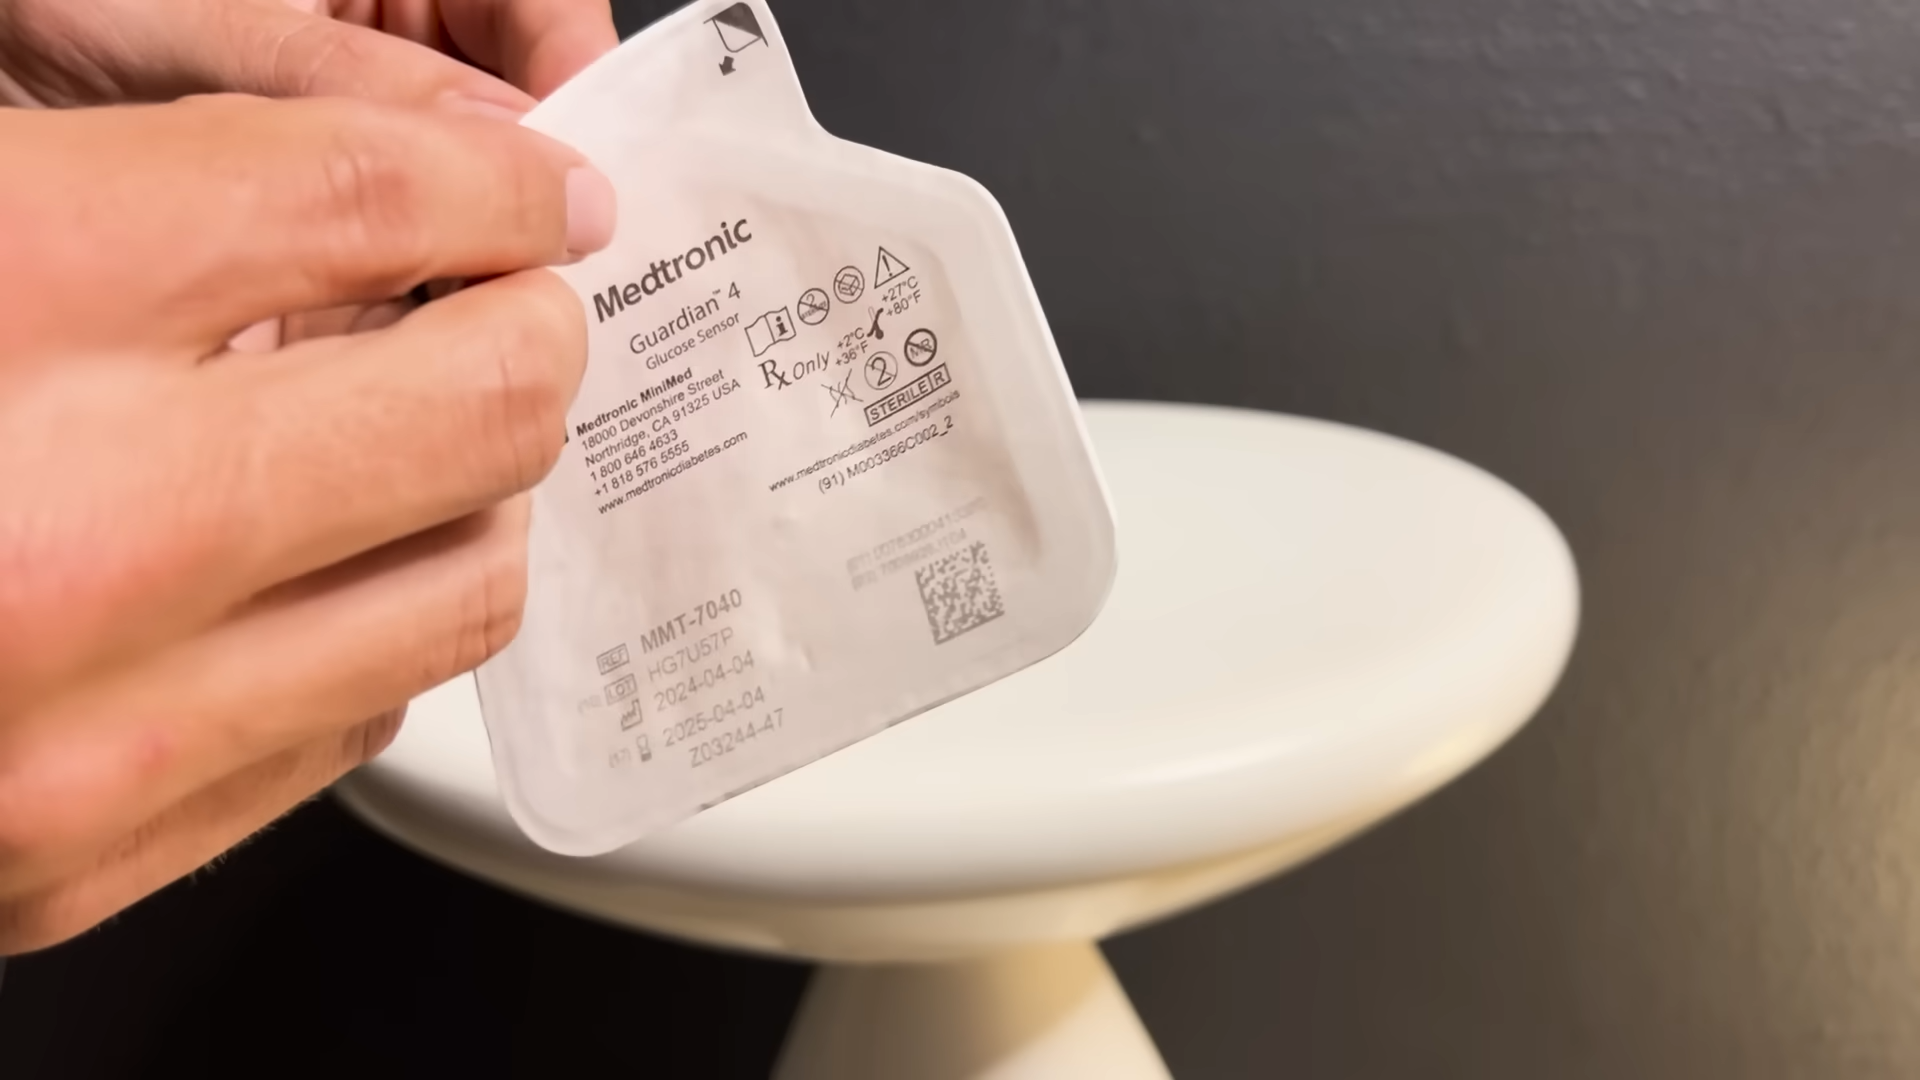 Medtronic
Guardian™ 4
Glucose Sensor
Medtronic MiniMed
18000 Devonshire Street
Northridge, CA 91325 USA
1 800 646 4633
+1 818 576 5555
www.medtronicdiabetes.com
+27°C
+80°F
+2°C
+36°F
Rx Only
2
MR
STERILE R
www.medtronicdiabetes.com/symbols
(91) M003366C002_2
REF MMT-7040
LOT HG7U57P
2024-04-04
(17) 2025-04-04
Z03244-47